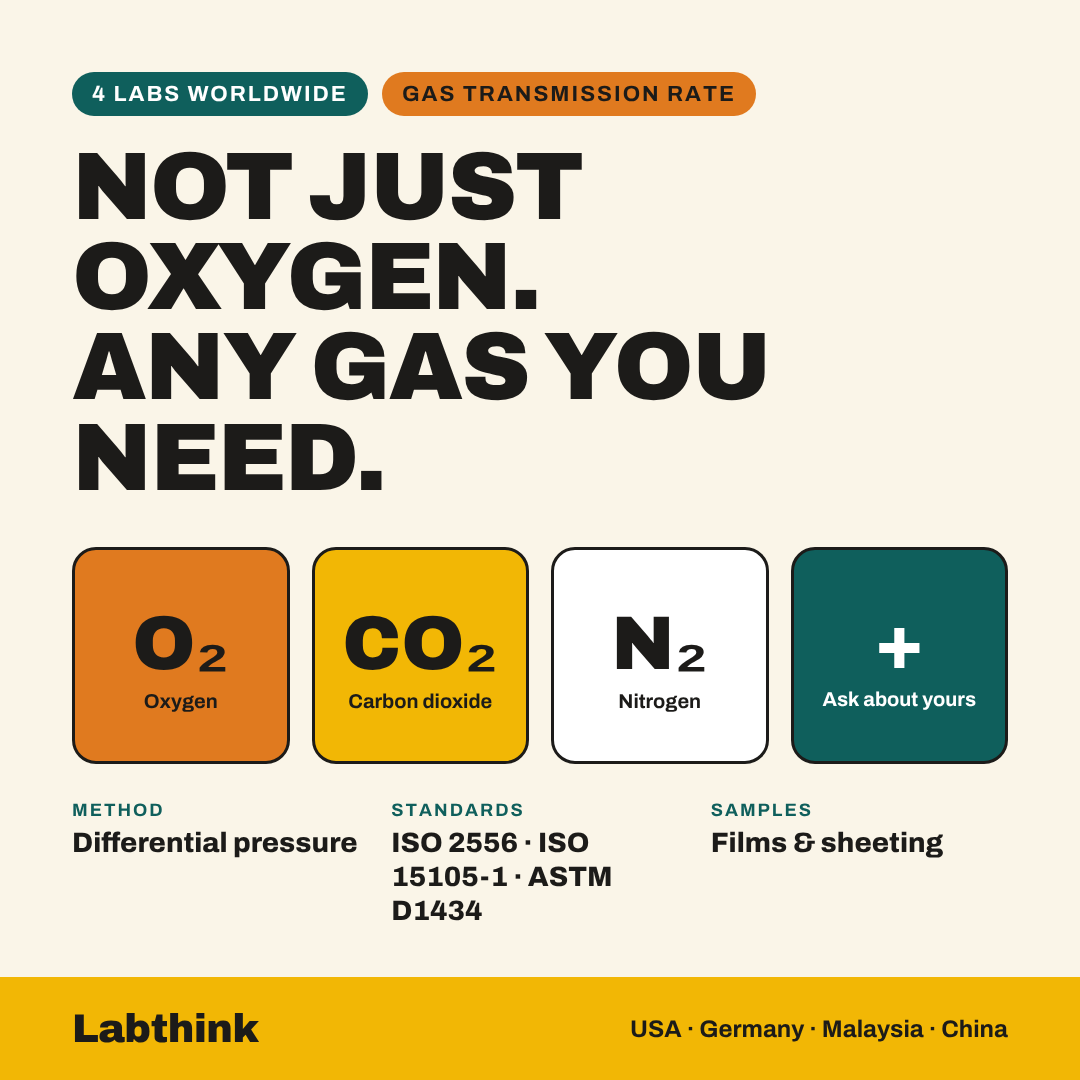 4 LABS WORLDWIDE GAS TRANSMISSION RATE
NOT JUST
OXYGEN.
ANY GAS YOU
NEED.
O₂
Oxygen
CO₂
Carbon dioxide
N₂
Nitrogen
+
Ask about yours
METHOD
Differential pressure
STANDARDS
ISO 2556 · ISO
15105-1 · ASTM
D1434
SAMPLES
Films & sheeting
Labthink
USA · Germany · Malaysia · China